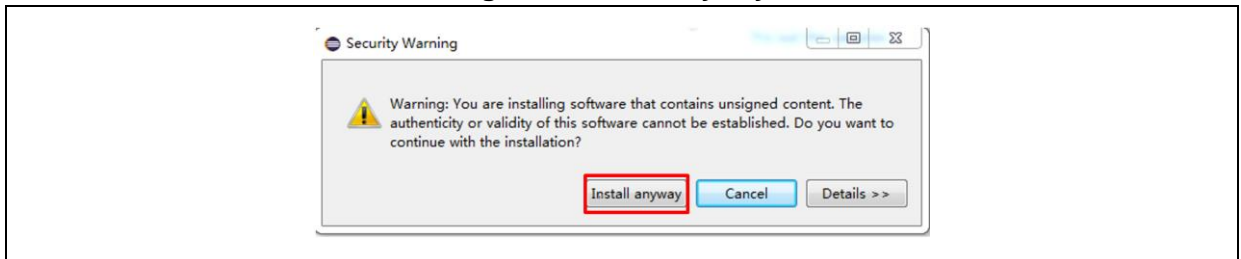 Security Warning
Warning: You are installing software that contains unsigned content. The
authenticity or validity of this software cannot be established. Do you want to
continue with the installation?
Install anyway Cancel Details >>